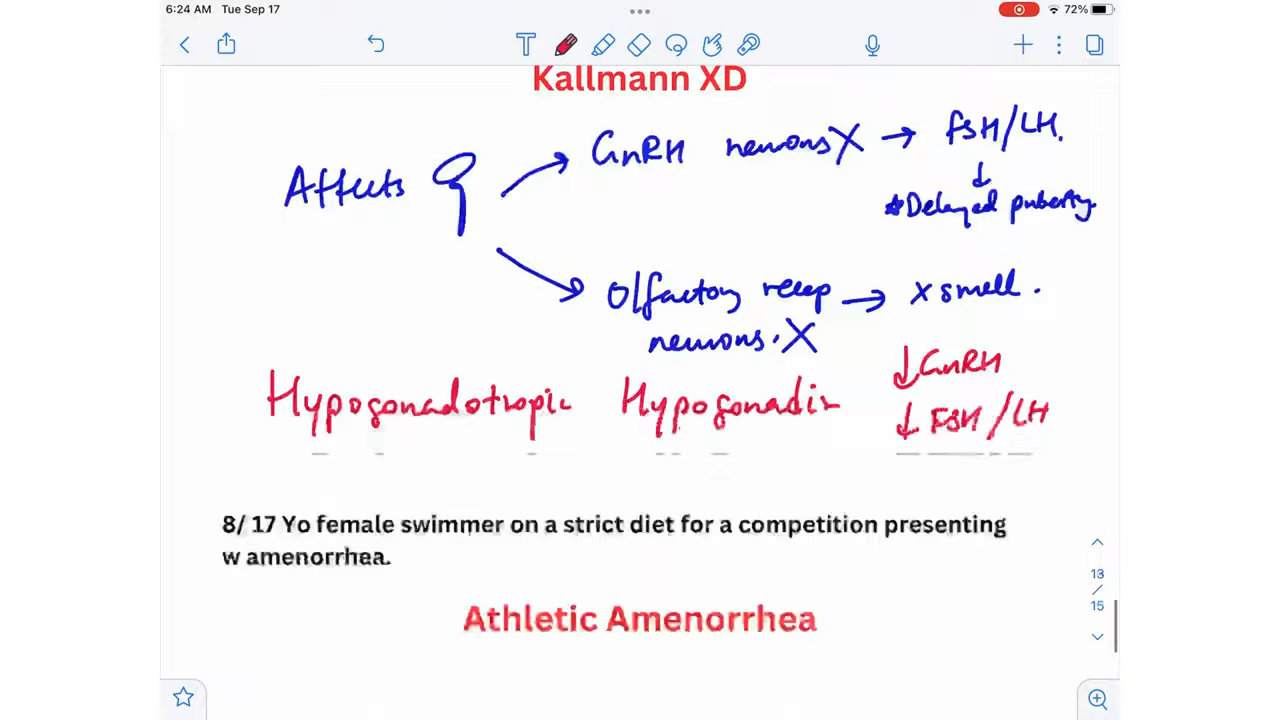 6:24 AM Tue Sep 17
72%
Kallmann XD
GnRH neurons X → FSH/LH.
Affects
↓
*Delayed puberty.
Olfactory recep → x smell.
neurons. X
↓ GnRH
Hypogonadotropic Hypogonadism
↓ FSH/LH
8/ 17 Yo female swimmer on a strict diet for a competition presenting
w amenorrhea.
Athletic Amenorrhea
13
/
15